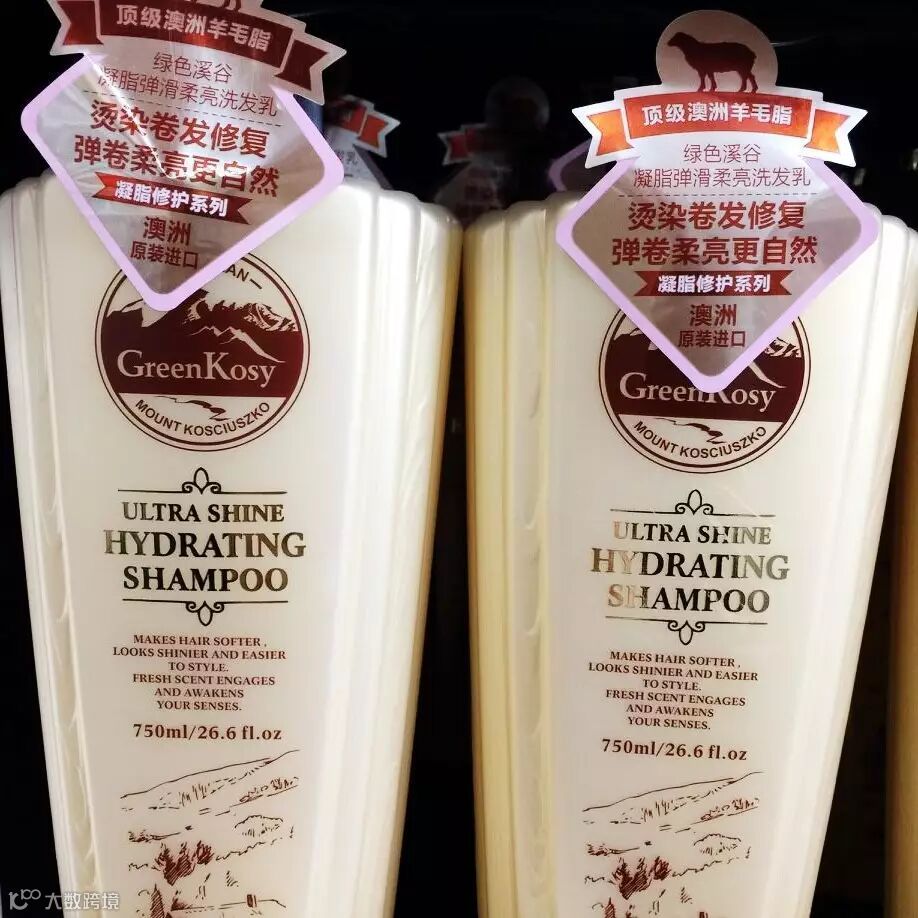 顶级澳洲羊毛脂
绿色溪谷
凝脂弹滑柔亮洗发乳
烫染卷发修复
弹卷柔亮更自然
凝脂修护系列
澳洲
原装进口
GreenKosy
MOUNT KOSCIUSZKO
ULTRA SHINE
HYDRATING
SHAMPOO
MAKES HAIR SOFTER ,
LOOKS SHINIER AND EASIER
TO STYLE.
FRESH SCENT ENGAGES
AND AWAKENS
YOUR SENSES.
750ml/26.6 fl.oz
顶级澳洲羊毛脂
绿色溪谷
凝脂弹滑柔亮洗发乳
烫染卷发修复
弹卷柔亮更自然
凝脂修护系列
澳洲
原装进口
GreenKosy
MOUNT KOSCIUSZKO
ULTRA SHINE
HYDRATING
SHAMPOO
MAKES HAIR SOFTER ,
LOOKS SHINIER AND EASIER
TO STYLE.
FRESH SCENT ENGAGES
AND AWAKENS
YOUR SENSES.
750ml/26.6 fl.oz
大数跨境